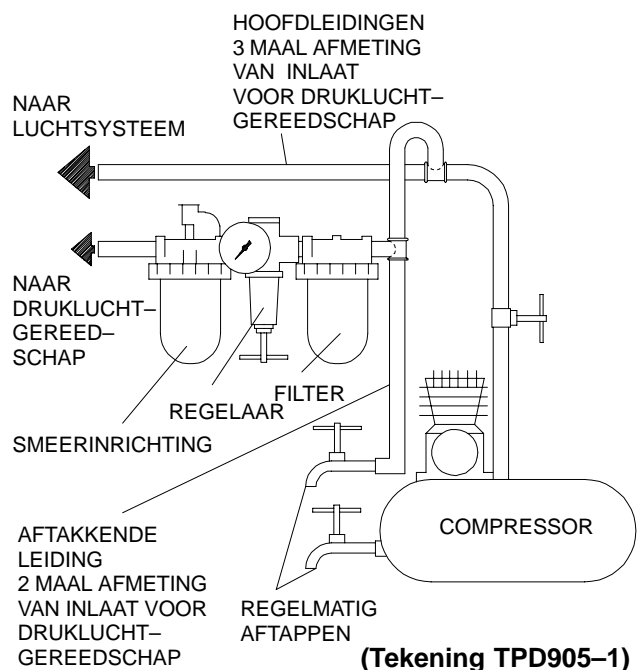 HOOFDLEIDINGEN
3 MAAL AFMETING
VAN INLAAT
VOOR DRUKLUCHT–
GEREEDSCHAP
NAAR
LUCHTSYSTEEM
NAAR
DRUKLUCHT–
GEREED–
SCHAP
FILTER
REGELAAR
SMEERINRICHTING
COMPRESSOR
AFTAKKENDE
LEIDING
2 MAAL AFMETING
VAN INLAAT VOOR
DRUKLUCHT–
GEREEDSCHAP
REGELMATIG
AFTAPPEN
(Tekening TPD905–1)